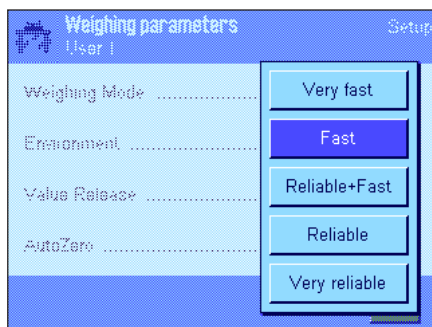 Weighing parameters
User 1
Setup
Weighing Mode ................
Environment ....................
Value Release ................
AutoZero ........................
Very fast
Fast
Reliable+Fast
Reliable
Very reliable